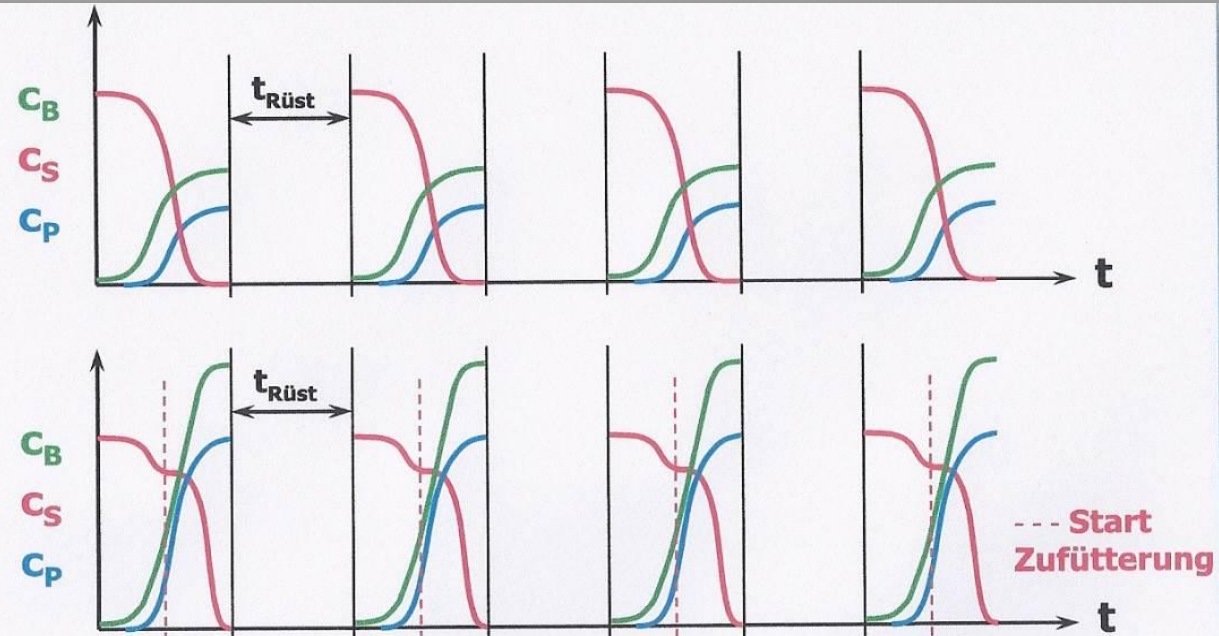 C_B
t_Rüst
C_S
C_P
t
t_Rüst
C_B
C_S
C_P
---- Start
Zufütterung
t